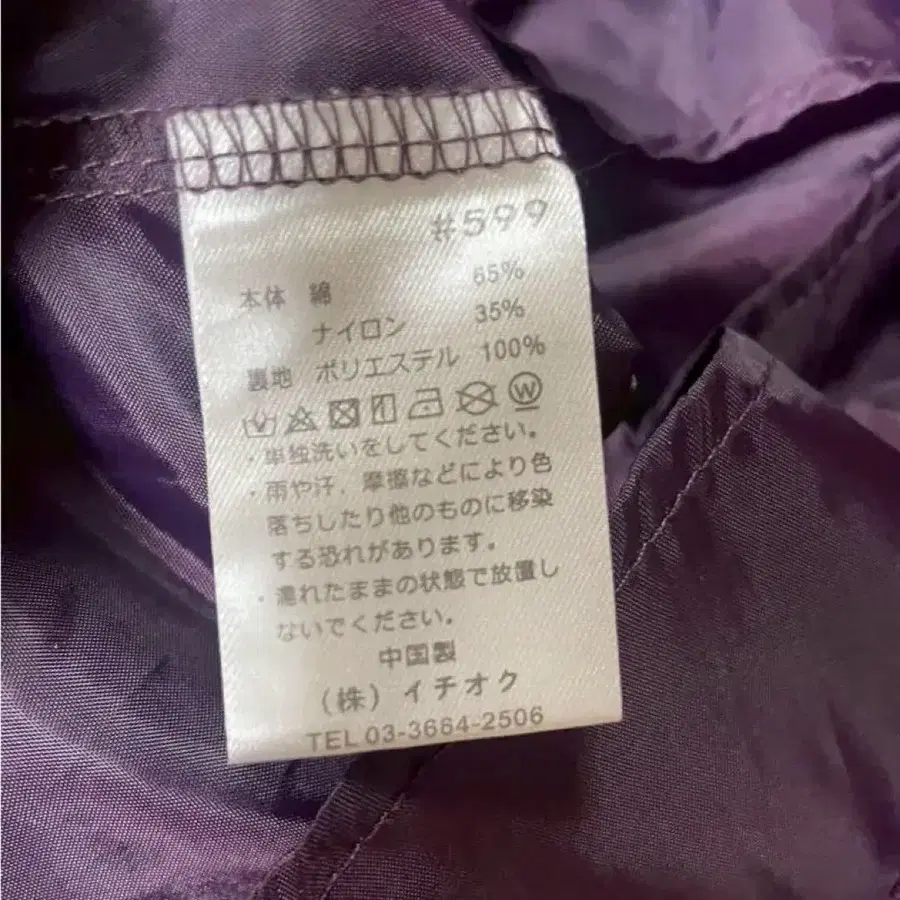 #599
本体 綿 65%
ナイロン 35%
裏地 ポリエステル 100%
W
・単独洗いをしてください。
・雨や汗、摩擦などにより色
落ちしたり他のものに移染
する恐れがあります。
・濡れたままの状態で放置し
ないでください。
中国製
(株)イチオク
TEL 03-3664-2506